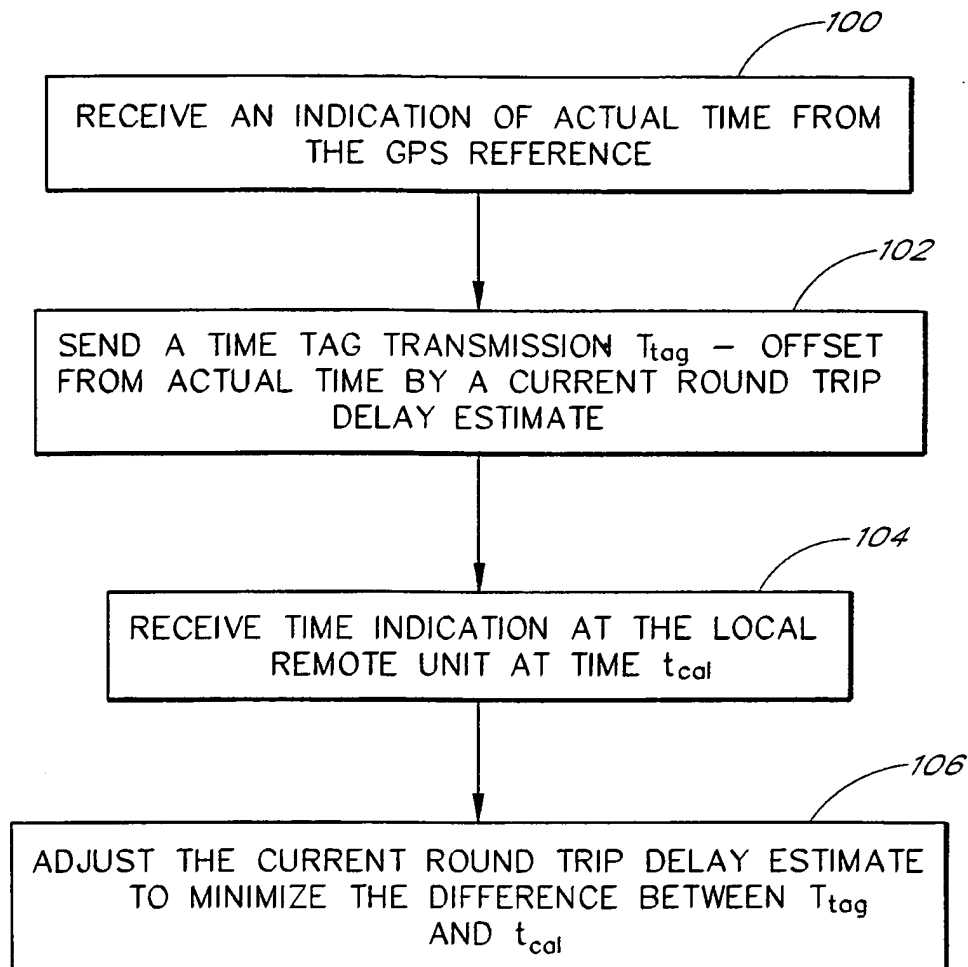 100
RECEIVE AN INDICATION OF ACTUAL TIME FROM
THE GPS REFERENCE
102
SEND A TIME TAG TRANSMISSION Ttag – OFFSET
FROM ACTUAL TIME BY A CURRENT ROUND TRIP
DELAY ESTIMATE
104
RECEIVE TIME INDICATION AT THE LOCAL
REMOTE UNIT AT TIME tcal
106
ADJUST THE CURRENT ROUND TRIP DELAY ESTIMATE
TO MINIMIZE THE DIFFERENCE BETWEEN Ttag
AND tcal